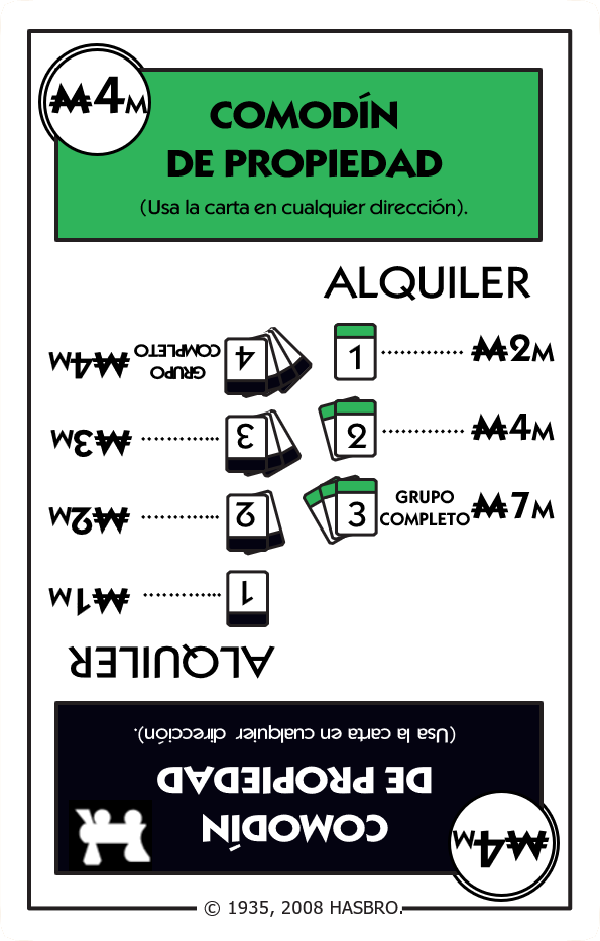 ₩4M
COMODÍN
DE PROPIEDAD
(Usa la carta en cualquier dirección).
ALQUILER
1 .............. ₩2M
2 .............. ₩4M
3 GRUPO COMPLETO ₩7M
₩4M
COMODÍN
DE PROPIEDAD
(Usa la carta en cualquier dirección).
ALQUILER
1 .............. ₩1M
2 .............. ₩2M
3 .............. ₩3M
4 GRUPO COMPLETO ₩4M
© 1935, 2008 HASBRO.